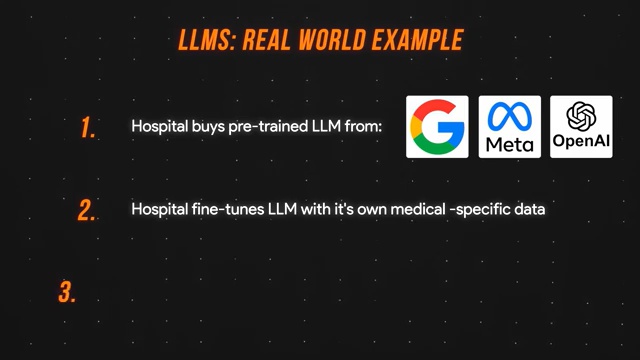 LLMS: REAL WORLD EXAMPLE
1. Hospital buys pre-trained LLM from: Meta OpenAI
2. Hospital fine-tunes LLM with it's own medical -specific data
3.